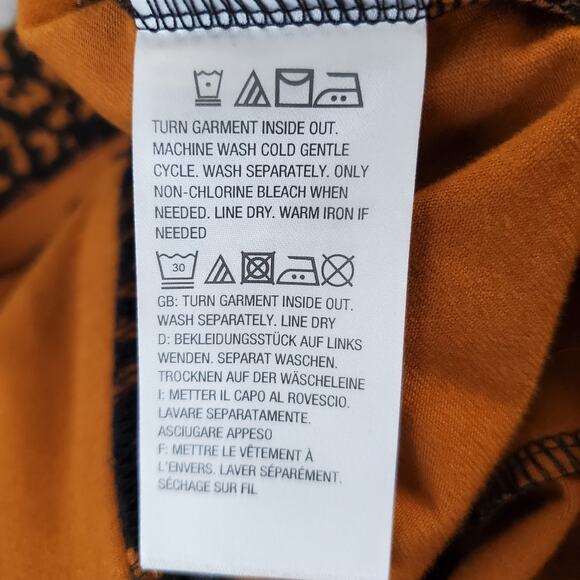 TURN GARMENT INSIDE OUT.
MACHINE WASH COLD GENTLE
CYCLE. WASH SEPARATELY. ONLY
NON-CHLORINE BLEACH WHEN
NEEDED. LINE DRY. WARM IRON IF
NEEDED
30
GB: TURN GARMENT INSIDE OUT.
WASH SEPARATELY. LINE DRY
D: BEKLEIDUNGSSTÜCK AUF LINKS
WENDEN. SEPARAT WASCHEN.
TROCKNEN AUF DER WÄSCHELEINE
I: METTER IL CAPO AL ROVESCIO.
LAVARE SEPARATAMENTE.
ASCIUGARE APPESO
F: METTRE LE VÊTEMENT À
L'ENVERS. LAVER SÉPARÉMENT.
SÉCHAGE SUR FIL